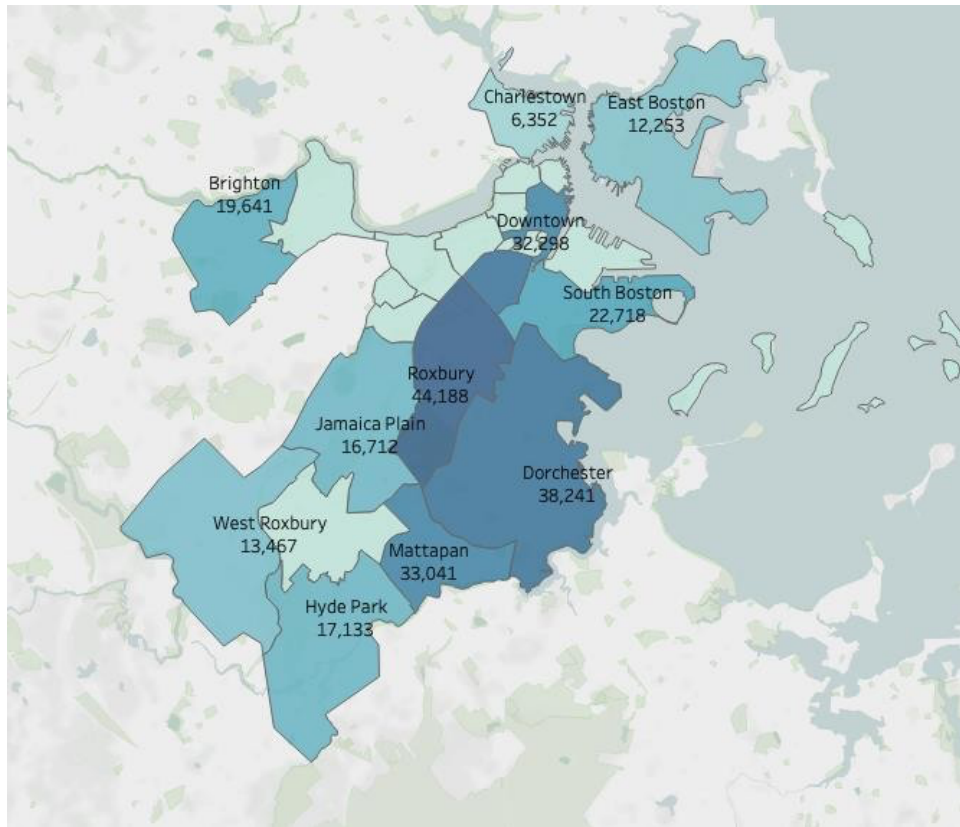 Charlestown
6,352
East Boston
12,253
Brighton
19,641
Downtown
32,298
South Boston
22,718
Roxbury
44,188
Jamaica Plain
16,712
Dorchester
38,241
West Roxbury
13,467
Mattapan
33,041
Hyde Park
17,133